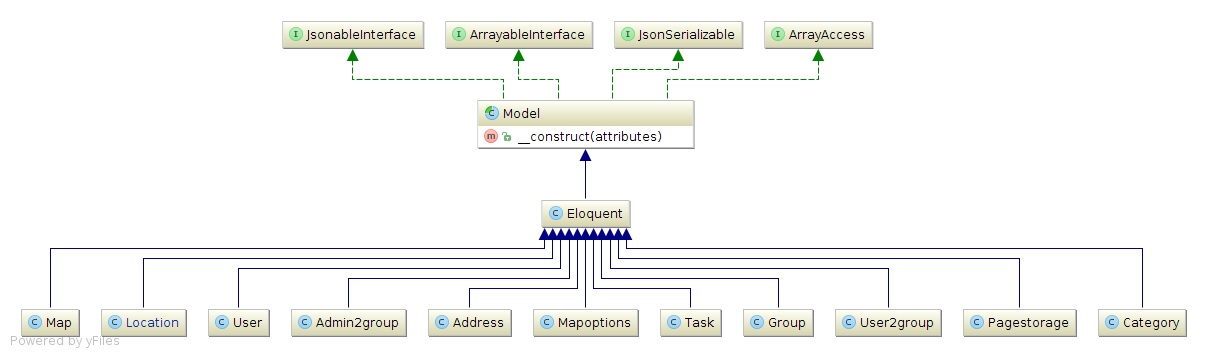 I JsonableInterface I ArrayableInterface I JsonSerializable I ArrayAccess
C Model
m __construct(attributes)
C Eloquent
C Map C Location C User C Admin2group C Address C Mapoptions C Task C Group C User2group C Pagestorage C Category
Powered by yFiles